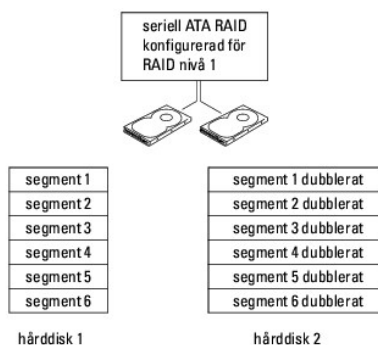 seriell ATA RAID
konfigurerad för
RAID nivå 1
segment 1
segment 2
segment 3
segment 4
segment 5
segment 6
hårddisk 1
segment 1 dubblerat
segment 2 dubblerat
segment 3 dubblerat
segment 4 dubblerat
segment 5 dubblerat
segment 6 dubblerat
hårddisk 2